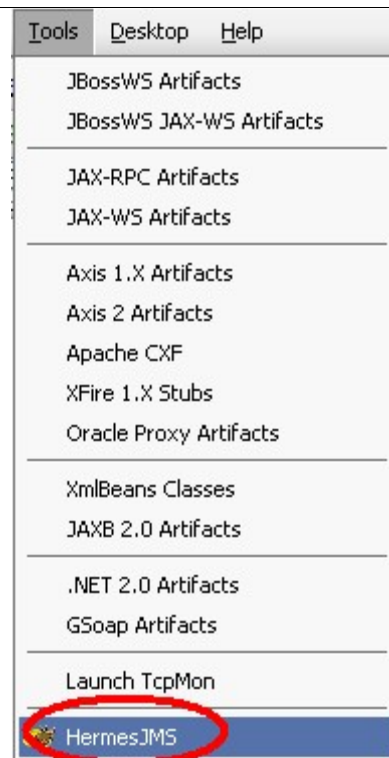 Tools Desktop Help
JBossWS Artifacts
JBossWS JAX-WS Artifacts
JAX-RPC Artifacts
JAX-WS Artifacts
Axis 1.X Artifacts
Axis 2 Artifacts
Apache CXF
XFire 1.X Stubs
Oracle Proxy Artifacts
XmlBeans Classes
JAXB 2.0 Artifacts
.NET 2.0 Artifacts
GSoap Artifacts
Launch TcpMon
HermesJMS